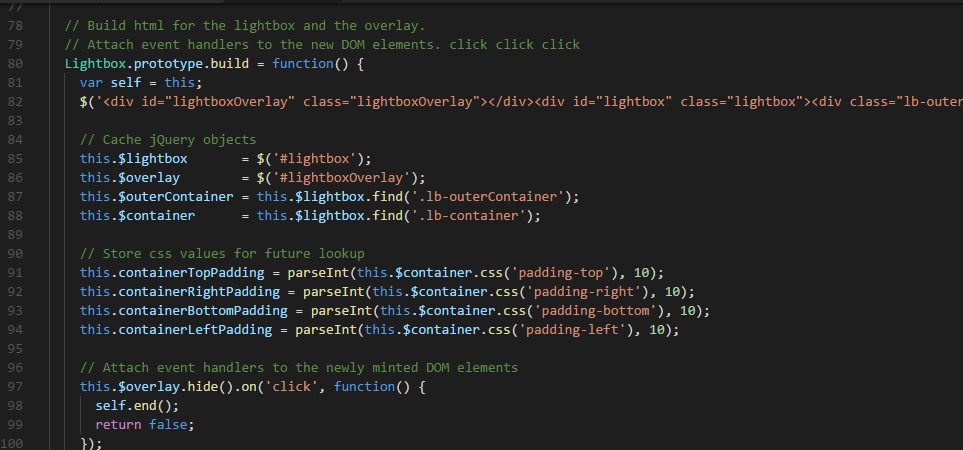 77
78 // Build html for the lightbox and the overlay.
79 // Attach event handlers to the new DOM elements. click click click
80 Lightbox.prototype.build = function() {
81 var self = this;
82 $('<div id="lightboxOverlay" class="lightboxOverlay"></div><div id="lightbox" class="lightbox"><div class="lb-outer
83
84 // Cache jQuery objects
85 this.$lightbox       = $('#lightbox');
86 this.$overlay        = $('#lightboxOverlay');
87 this.$outerContainer = this.$lightbox.find('.lb-outerContainer');
88 this.$container      = this.$lightbox.find('.lb-container');
89
90 // Store css values for future lookup
91 this.containerTopPadding = parseInt(this.$container.css('padding-top'), 10);
92 this.containerRightPadding = parseInt(this.$container.css('padding-right'), 10);
93 this.containerBottomPadding = parseInt(this.$container.css('padding-bottom'), 10);
94 this.containerLeftPadding = parseInt(this.$container.css('padding-left'), 10);
95
96 // Attach event handlers to the newly minted DOM elements
97 this.$overlay.hide().on('click', function() {
98 self.end();
99 return false;
100 });